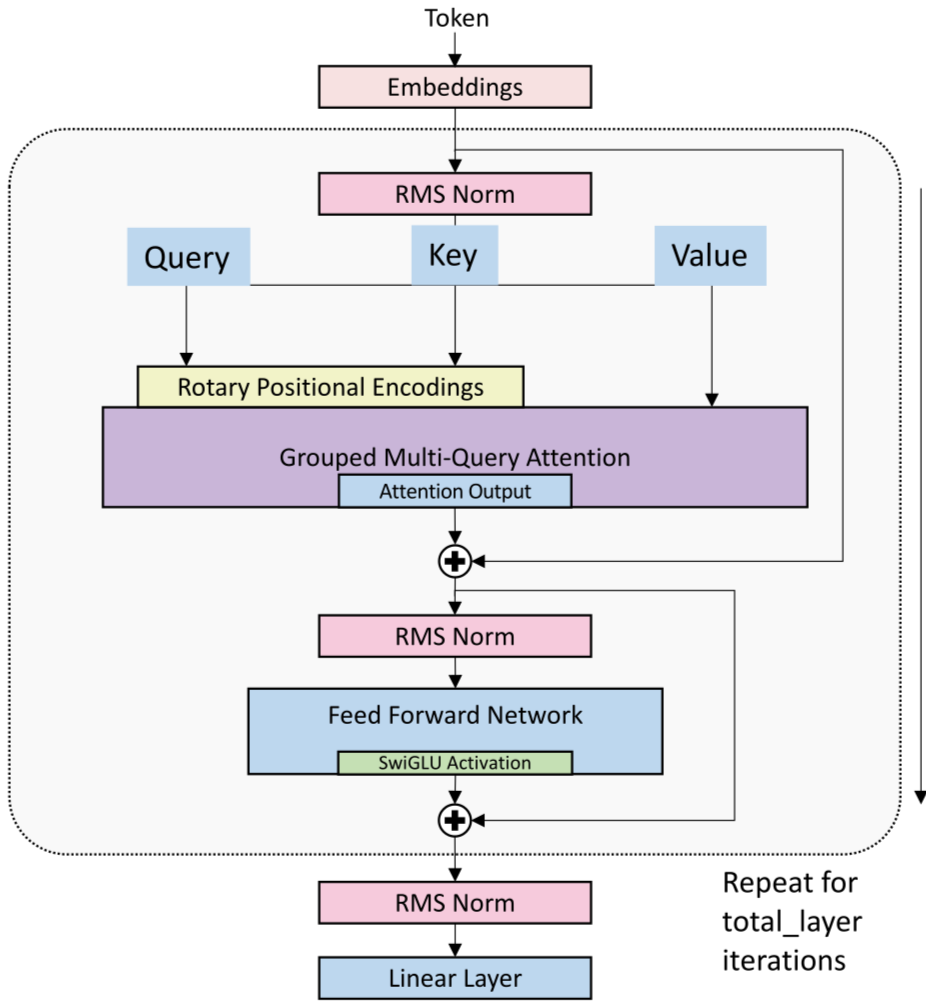 Token
Embeddings
RMS Norm
Query
Key
Value
Rotary Positional Encodings
Grouped Multi-Query Attention
Attention Output
RMS Norm
Feed Forward Network
SwiGLU Activation
RMS Norm
Linear Layer
Repeat for
total_layer
iterations